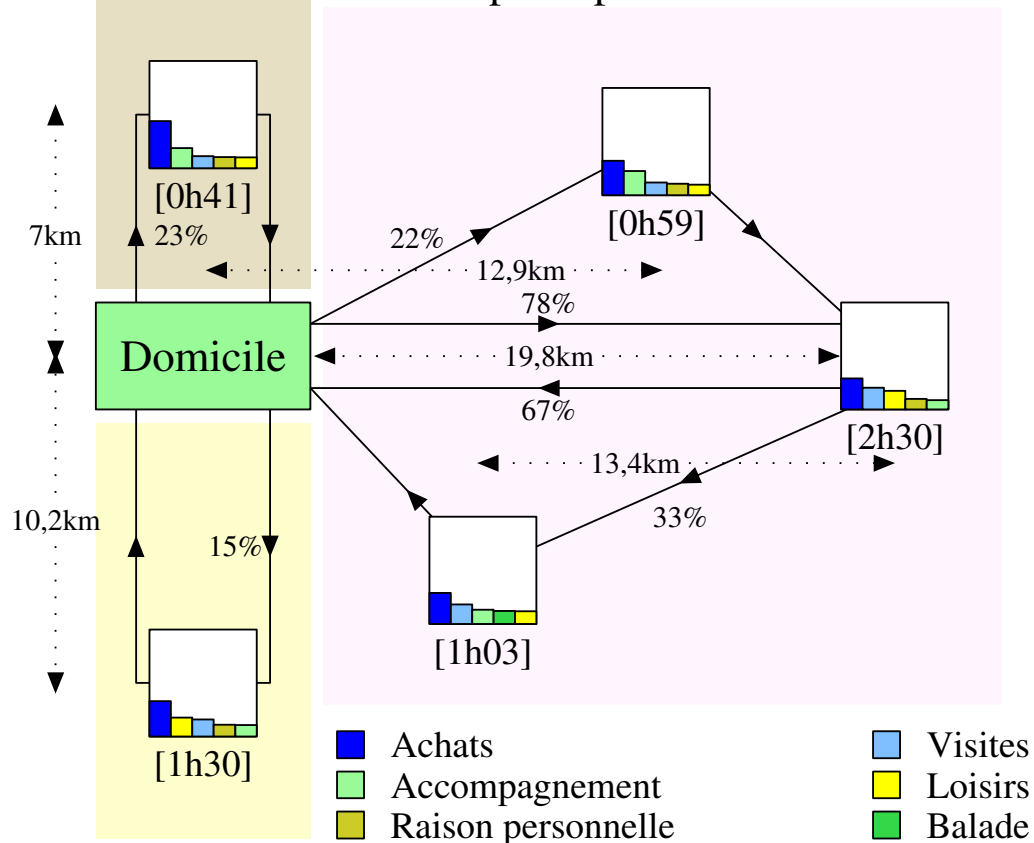 [0h41]
[0h59]
23%
22%
7km
12,9km
78%
Domicile
19,8km
67%
[2h30]
13,4km
10,2km
15%
33%
[1h03]
[1h30]
Achats
Visites
Accompagnement
Loisirs
Raison personnelle
Balade